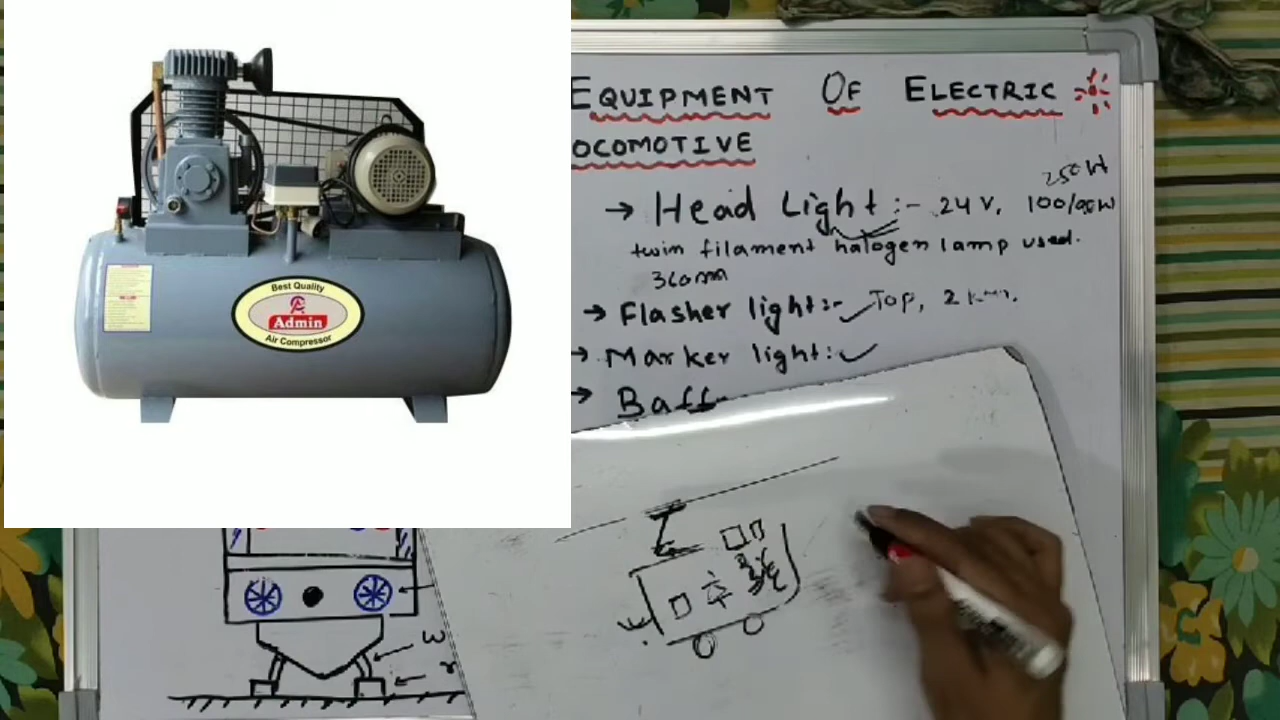 EQUIPMENT OF ELECTRIC
OCOMOTIVE
→ Head Light :- 24 V, 100/90W
250W
twin filament halogen lamp used.
360mm
→ Flasher light :- Top, 2 km.
→ Marker light :-
→ Baff
Best Quality
Admin
Air Compressor
w
r